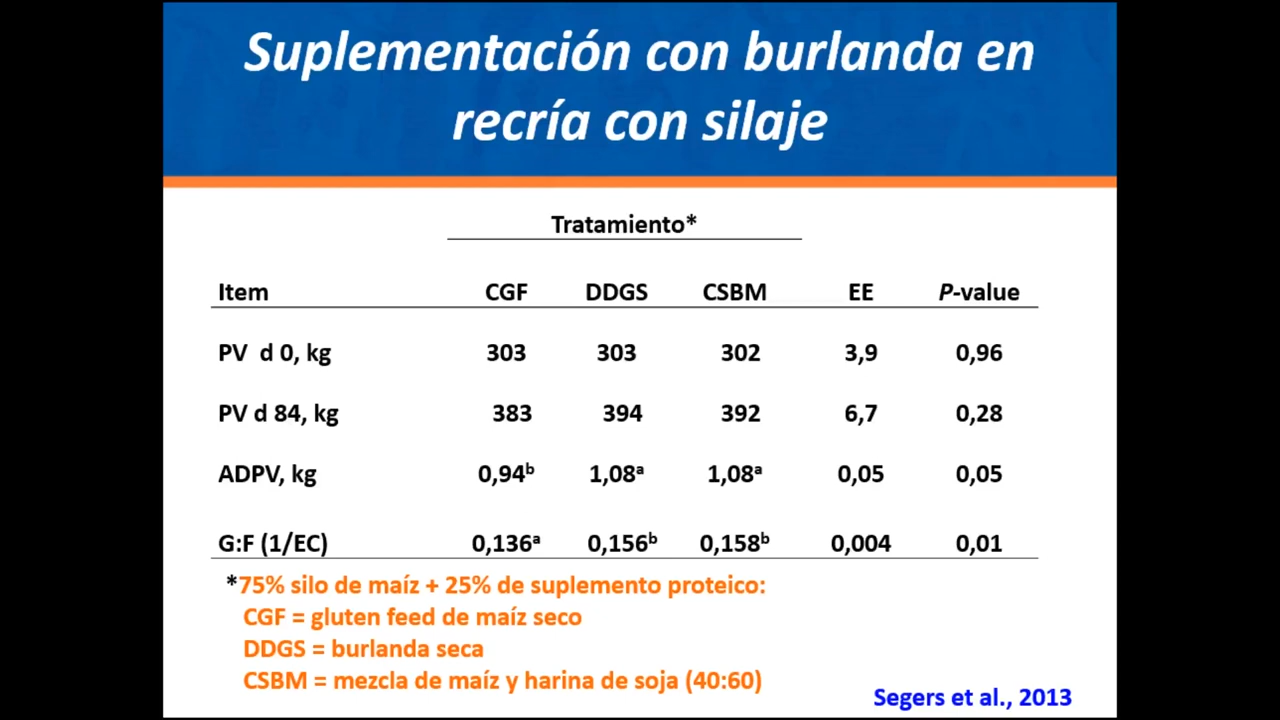 Suplementación con burlanda en
recría con silaje
Tratamiento*
Item CGF DDGS CSBM EE P-value
PV d 0, kg 303 303 302 3,9 0,96
PV d 84, kg 383 394 392 6,7 0,28
ADPV, kg 0,94ᵇ 1,08ᵃ 1,08ᵃ 0,05 0,05
G:F (1/EC) 0,136ᵃ 0,156ᵇ 0,158ᵇ 0,004 0,01
*75% silo de maíz + 25% de suplemento proteico:
CGF = gluten feed de maíz seco
DDGS = burlanda seca
CSBM = mezcla de maíz y harina de soja (40:60)
Segers et al., 2013